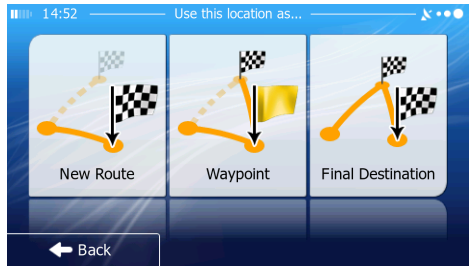 14:52
Use this location as...
New Route
Waypoint
Final Destination
Back